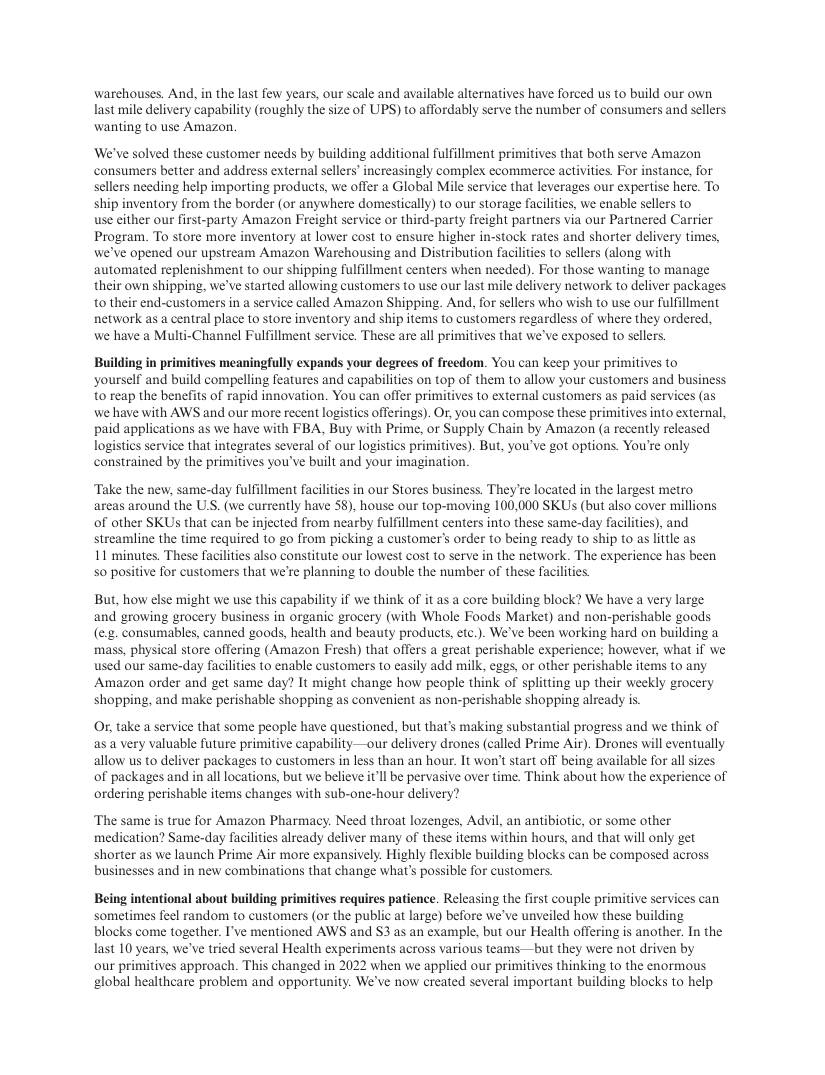 warehouses. And, in the last few years, our scale and available alternatives have forced us to build our own
last mile delivery capability (roughly the size of UPS) to affordably serve the number of consumers and sellers
wanting to use Amazon.
We’ve solved these customer needs by building additional fulfillment primitives that both serve Amazon
consumers better and address external sellers’ increasingly complex ecommerce activities. For instance, for
sellers needing help importing products, we offer a Global Mile service that leverages our expertise here. To
ship inventory from the border (or anywhere domestically) to our storage facilities, we enable sellers to
use either our first-party Amazon Freight service or third-party freight partners via our Partnered Carrier
Program. To store more inventory at lower cost to ensure higher in-stock rates and shorter delivery times,
we’ve opened our upstream Amazon Warehousing and Distribution facilities to sellers (along with
automated replenishment to our shipping fulfillment centers when needed). For those wanting to manage
their own shipping, we’ve started allowing customers to use our last mile delivery network to deliver packages
to their end-customers in a service called Amazon Shipping. And, for sellers who wish to use our fulfillment
network as a central place to store inventory and ship items to customers regardless of where they ordered,
we have a Multi-Channel Fulfillment service. These are all primitives that we’ve exposed to sellers.
Building in primitives meaningfully expands your degrees of freedom. You can keep your primitives to
yourself and build compelling features and capabilities on top of them to allow your customers and business
to reap the benefits of rapid innovation. You can offer primitives to external customers as paid services (as
we have with AWS and our more recent logistics offerings). Or, you can compose these primitives into external,
paid applications as we have with FBA, Buy with Prime, or Supply Chain by Amazon (a recently released
logistics service that integrates several of our logistics primitives). But, you’ve got options. You’re only
constrained by the primitives you’ve built and your imagination.
Take the new, same-day fulfillment facilities in our Stores business. They’re located in the largest metro
areas around the U.S. (we currently have 58), house our top-moving 100,000 SKUs (but also cover millions
of other SKUs that can be injected from nearby fulfillment centers into these same-day facilities), and
streamline the time required to go from picking a customer’s order to being ready to ship to as little as
11 minutes. These facilities also constitute our lowest cost to serve in the network. The experience has been
so positive for customers that we’re planning to double the number of these facilities.
But, how else might we use this capability if we think of it as a core building block? We have a very large
and growing grocery business in organic grocery (with Whole Foods Market) and non-perishable goods
(e.g. consumables, canned goods, health and beauty products, etc.). We’ve been working hard on building a
mass, physical store offering (Amazon Fresh) that offers a great perishable experience; however, what if we
used our same-day facilities to enable customers to easily add milk, eggs, or other perishable items to any
Amazon order and get same day? It might change how people think of splitting up their weekly grocery
shopping, and make perishable shopping as convenient as non-perishable shopping already is.
Or, take a service that some people have questioned, but that’s making substantial progress and we think of
as a very valuable future primitive capability—our delivery drones (called Prime Air). Drones will eventually
allow us to deliver packages to customers in less than an hour. It won’t start off being available for all sizes
of packages and in all locations, but we believe it’ll be pervasive over time. Think about how the experience of
ordering perishable items changes with sub-one-hour delivery?
The same is true for Amazon Pharmacy. Need throat lozenges, Advil, an antibiotic, or some other
medication? Same-day facilities already deliver many of these items within hours, and that will only get
shorter as we launch Prime Air more expansively. Highly flexible building blocks can be composed across
businesses and in new combinations that change what’s possible for customers.
Being intentional about building primitives requires patience. Releasing the first couple primitive services can
sometimes feel random to customers (or the public at large) before we’ve unveiled how these building
blocks come together. I’ve mentioned AWS and S3 as an example, but our Health offering is another. In the
last 10 years, we’ve tried several Health experiments across various teams—but they were not driven by
our primitives approach. This changed in 2022 when we applied our primitives thinking to the enormous
global healthcare problem and opportunity. We’ve now created several important building blocks to help